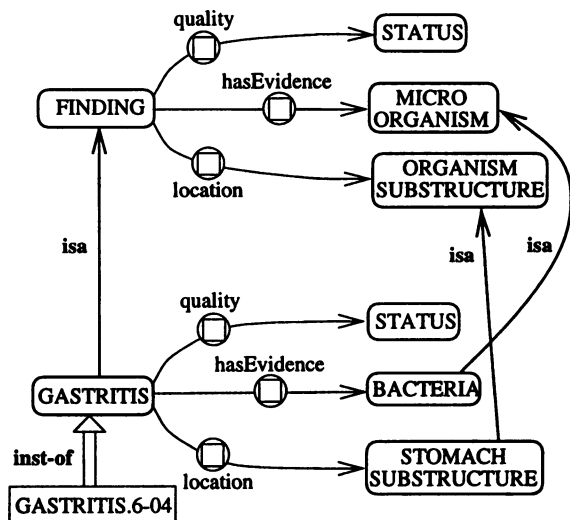 quality
STATUS
hasEvidence
FINDING
MICRO
ORGANISM
location
ORGANISM
SUBSTRUCTURE
isa
isa
isa
quality
STATUS
hasEvidence
GASTRITIS
BACTERIA
inst-of
location
STOMACH
SUBSTRUCTURE
GASTRITIS.6-04